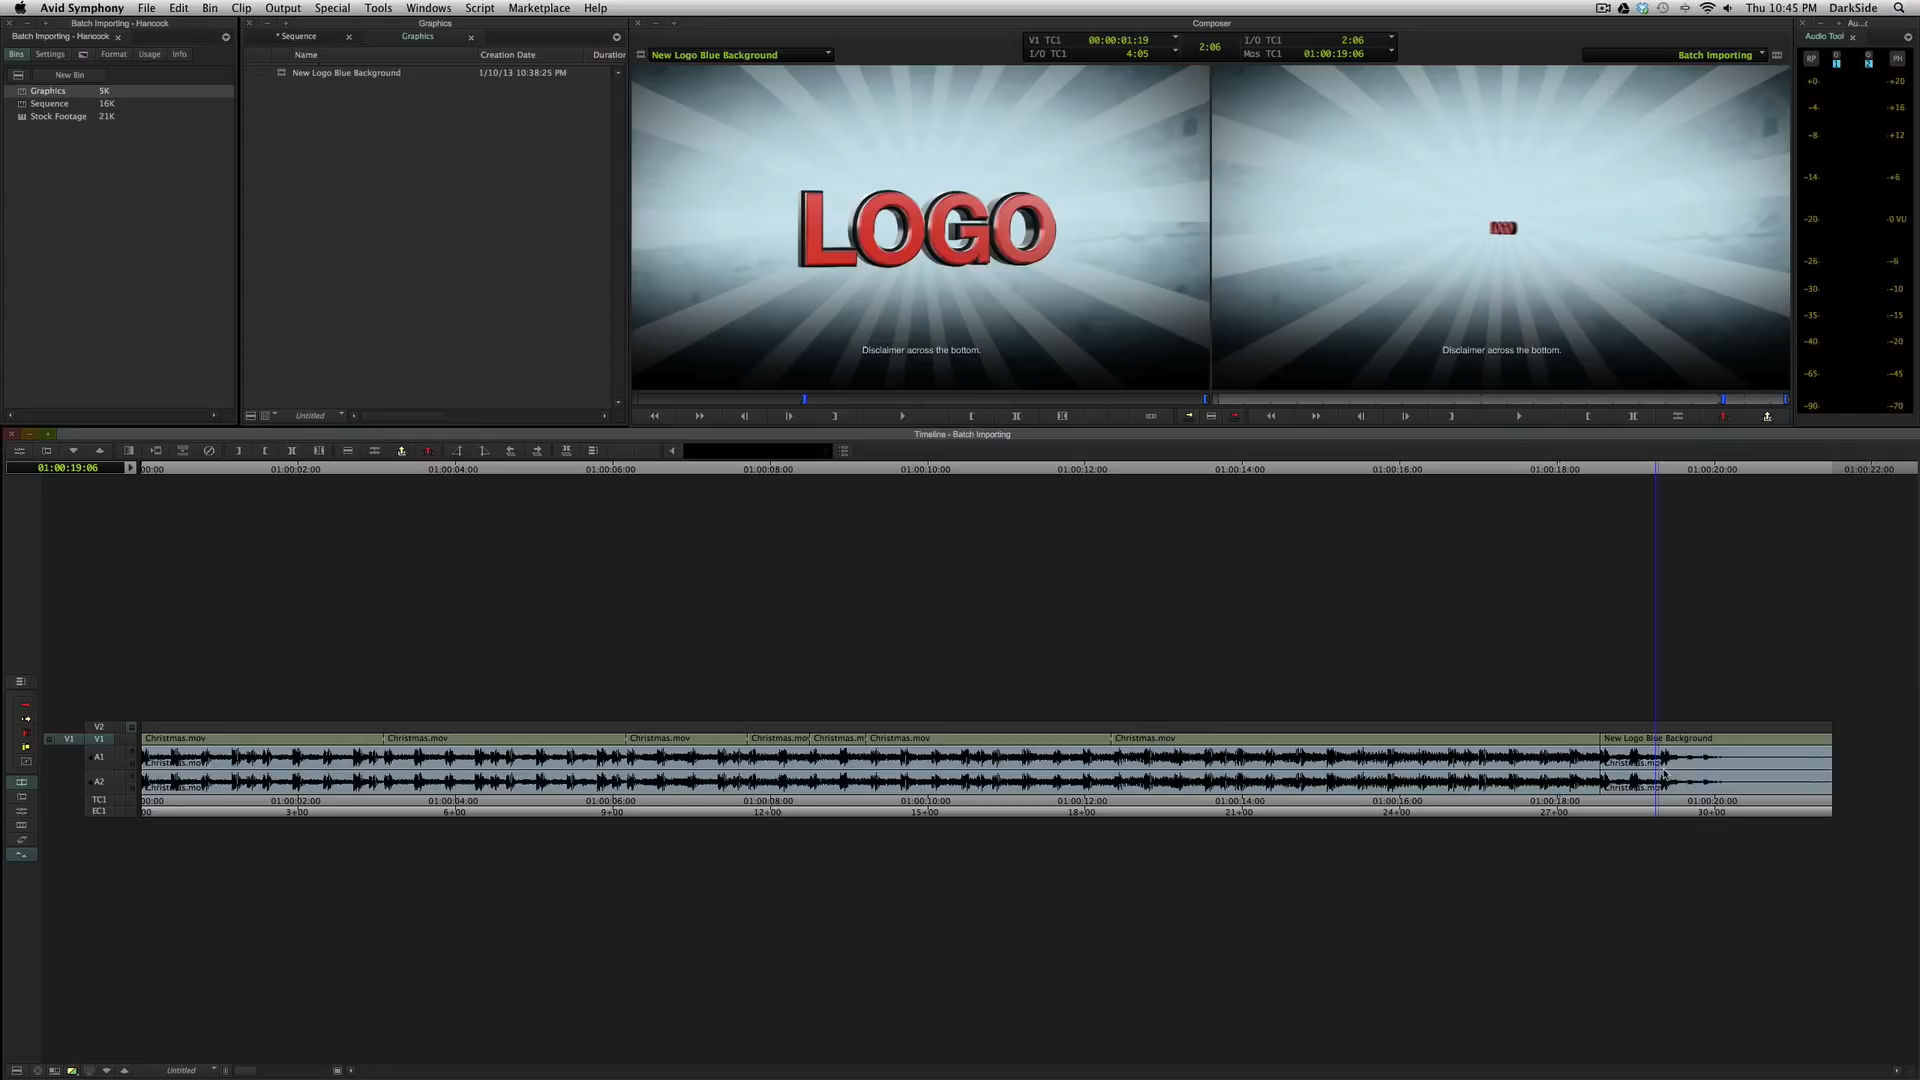 Avid Symphony File Edit Bin Clip Output Special Tools Windows Script Marketplace Help
Thu 10:45 PM DarkSide
Batch Importing - Hancock
Graphics
Composer
Au...
Batch Importing - Hancock
* Sequence
Graphics
Audio Tool
Bins Settings Format Usage Info
Name Creation Date Duration
New Bin
New Logo Blue Background 1/10/13 10:38:25 PM
Graphics 5K
Sequence 16K
Stock Footage 21K
Untitled
New Logo Blue Background
V1 TC1 00:00:01:19
I/O TC1 4:05
2:06
I/O TC1 2:06
Mas TC1 01:00:19:06
Batch Importing
LOGO
Disclaimer across the bottom.
Disclaimer across the bottom.
RP 1 2 PH
+0 +20
-4 +16
-8 +12
-14 +6
-20 0 VU
-26 -6
-30 -10
-35 -15
-40 -20
-65 -45
-90 -70
Timeline - Batch Importing
01:00:19:06
00:00 01:00:02:00 01:00:04:00 01:00:06:00 01:00:08:00 01:00:10:00 01:00:12:00 01:00:14:00 01:00:16:00 01:00:18:00 01:00:20:00 01:00:22:00
V2
V1 V1 Christmas.mov Christmas.mov Christmas.mov Christmas.mov Christmas.m Christmas.mov Christmas.mov New Logo Blue Background
A1 Christmas.mov Christmas.mov
A2 Christmas.mov Christmas.mov
TC1 00:00 01:00:02:00 01:00:04:00 01:00:06:00 01:00:08:00 01:00:10:00 01:00:12:00 01:00:14:00 01:00:16:00 01:00:18:00 01:00:20:00
EC1 00 3+00 6+00 9+00 12+00 15+00 18+00 21+00 24+00 27+00 30+00
Untitled